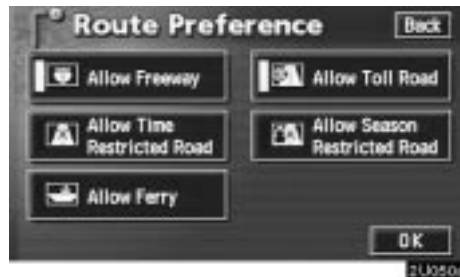 Route Preference
Back
Allow Freeway
Allow Toll Road
Allow Time
Restricted Road
Allow Season
Restricted Road
Allow Ferry
OK